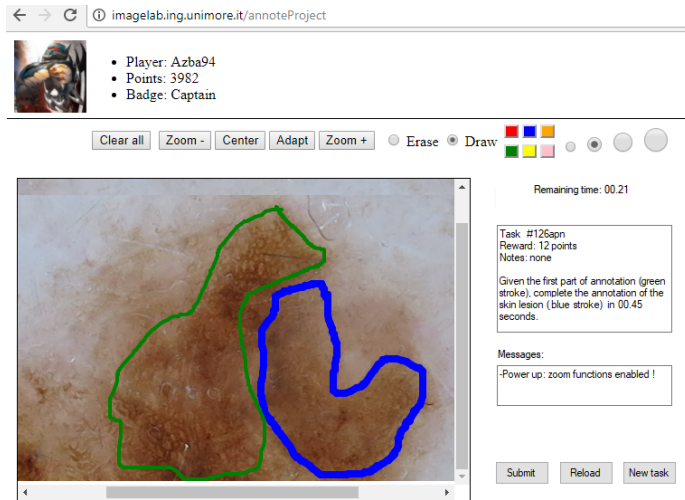 imagelab.ing.unimore.it/annoteProject
Player: Azba94
Points: 3982
Badge: Captain
Clear all Zoom - Center Adapt Zoom + Erase Draw
Remaining time: 00.21
Task #126apn
Reward: 12 points
Notes: none
Given the first part of annotation (green
stroke), complete the annotation of the
skin lesion (blue stroke) in 00.45
seconds.
Messages:
-Power up: zoom functions enabled !
Submit Reload New task